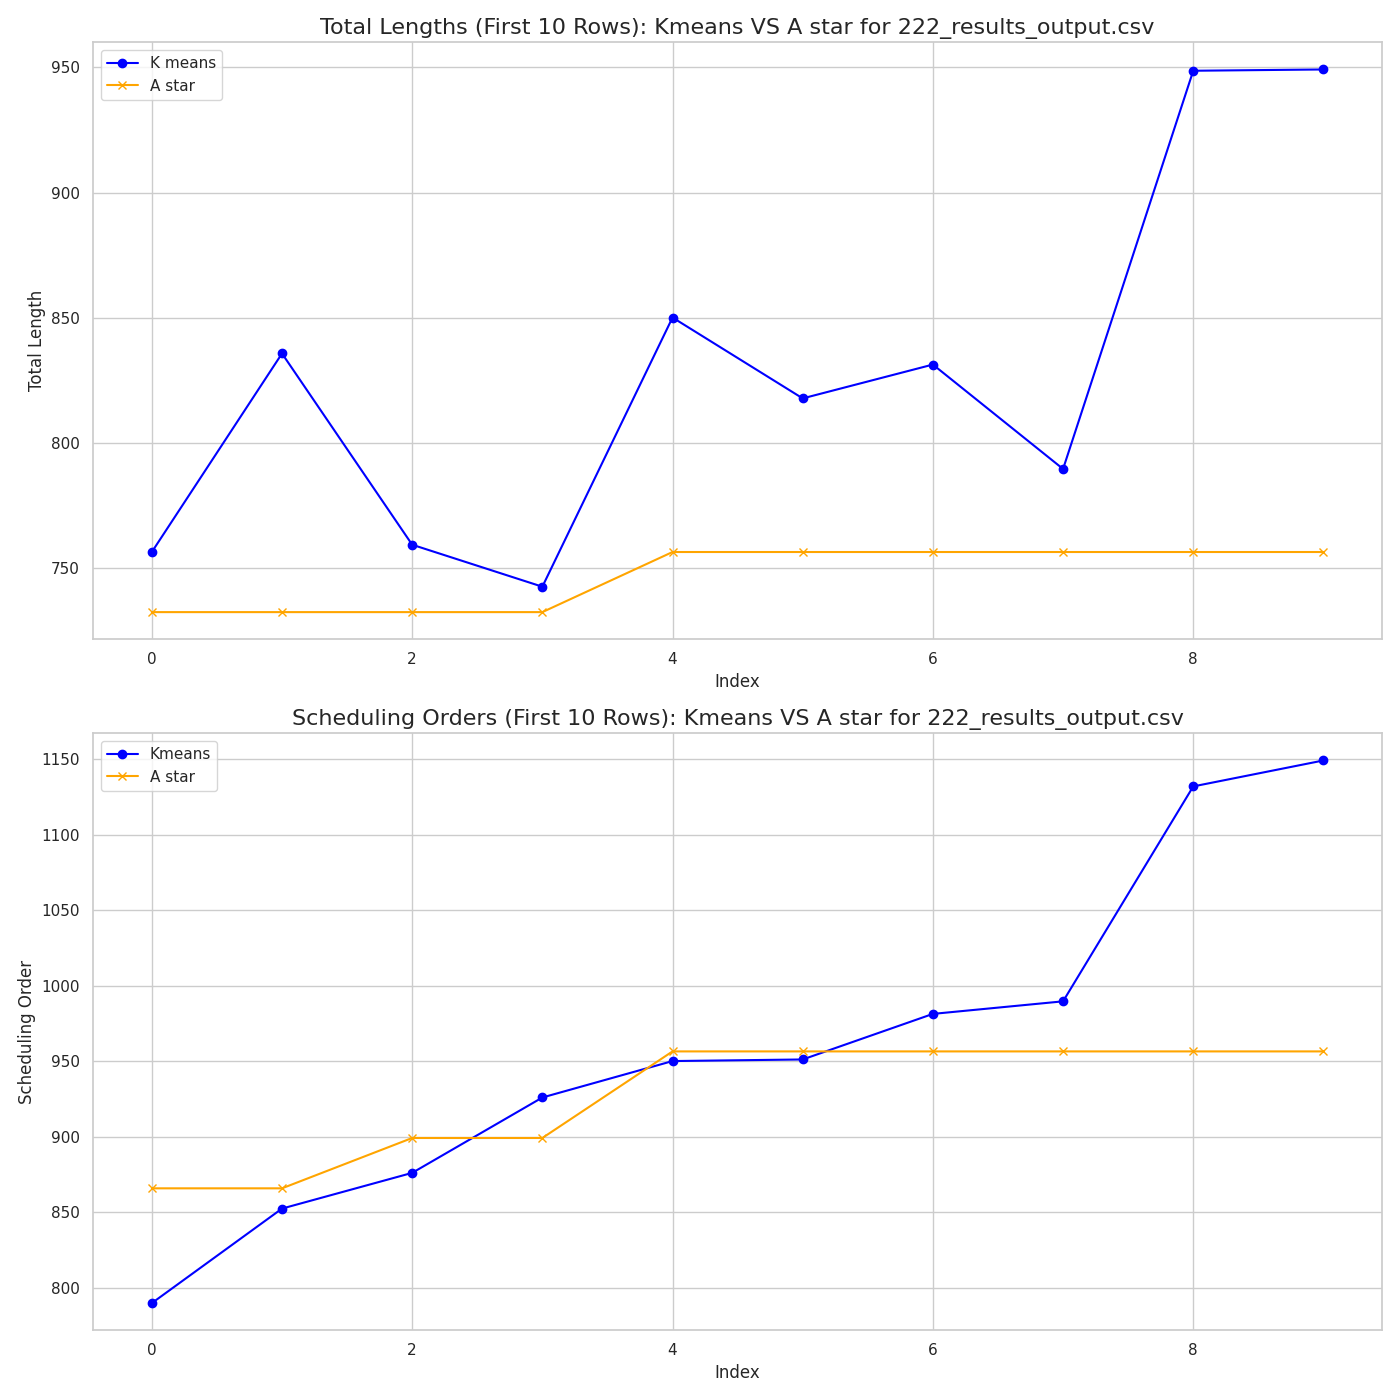 Total Lengths (First 10 Rows): Kmeans VS A star for 222_results_output.csv
K means
A star
950
900
850
800
750
Total Length
0 2 4 6 8
Index
Scheduling Orders (First 10 Rows): Kmeans VS A star for 222_results_output.csv
Kmeans
A star
1150
1100
1050
1000
950
900
850
800
Scheduling Order
0 2 4 6 8
Index